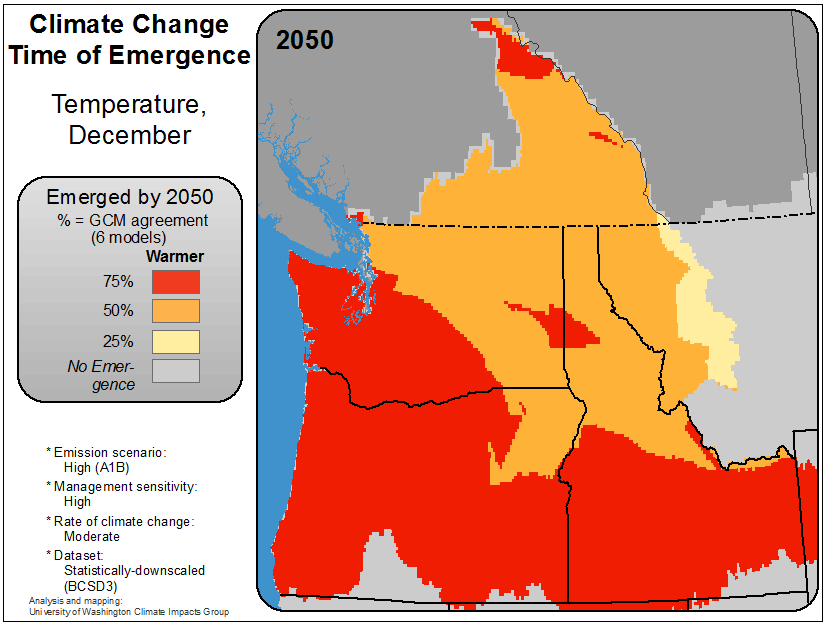 Climate Change
Time of Emergence
Temperature,
December
2050
Emerged by 2050
% = GCM agreement
(6 models)
Warmer
75%
50%
25%
No Emer-
gence
* Emission scenario:
High (A1B)
* Management sensitivity:
High
* Rate of climate change:
Moderate
* Dataset:
Statistically-downscaled
(BCSD3)
Analysis and mapping:
University of Washington Climate Impacts Group